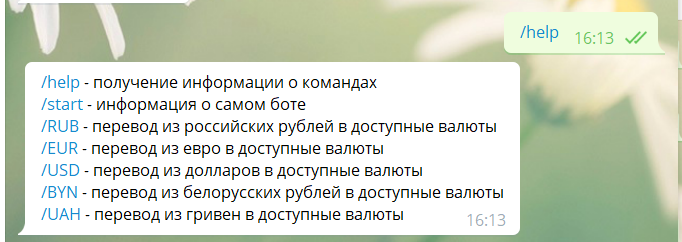 /help
16:13
/help - получение информации о командах
/start - информация о самом боте
/RUB - перевод из российских рублей в доступные валюты
/EUR - перевод из евро в доступные валюты
/USD - перевод из долларов в доступные валюты
/BYN - перевод из белорусских рублей в доступные валюты
/UAH - перевод из гривен в доступные валюты
16:13